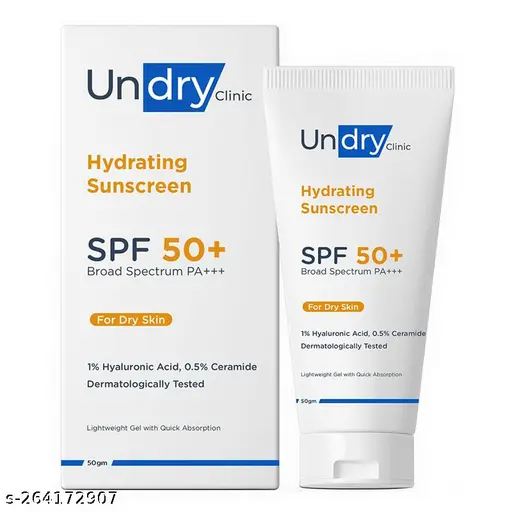 Undry Clinic
Hydrating
Sunscreen
SPF 50+
Broad Spectrum PA+++
For Dry Skin
1% Hyaluronic Acid, 0.5% Ceramide
Dermatologically Tested
Lightweight Gel with Quick Absorption
50gm
Undry Clinic
Hydrating
Sunscreen
SPF 50+
Broad Spectrum PA+++
For Dry Skin
1% Hyaluronic Acid, 0.5% Ceramide
Dermatologically Tested
Lightweight Gel with Quick Absorption
50gm
s-264172907